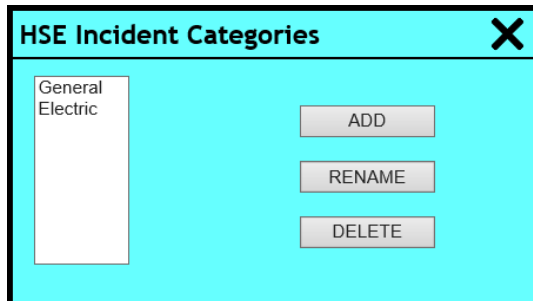 HSE Incident Categories
General
Electric
ADD
RENAME
DELETE